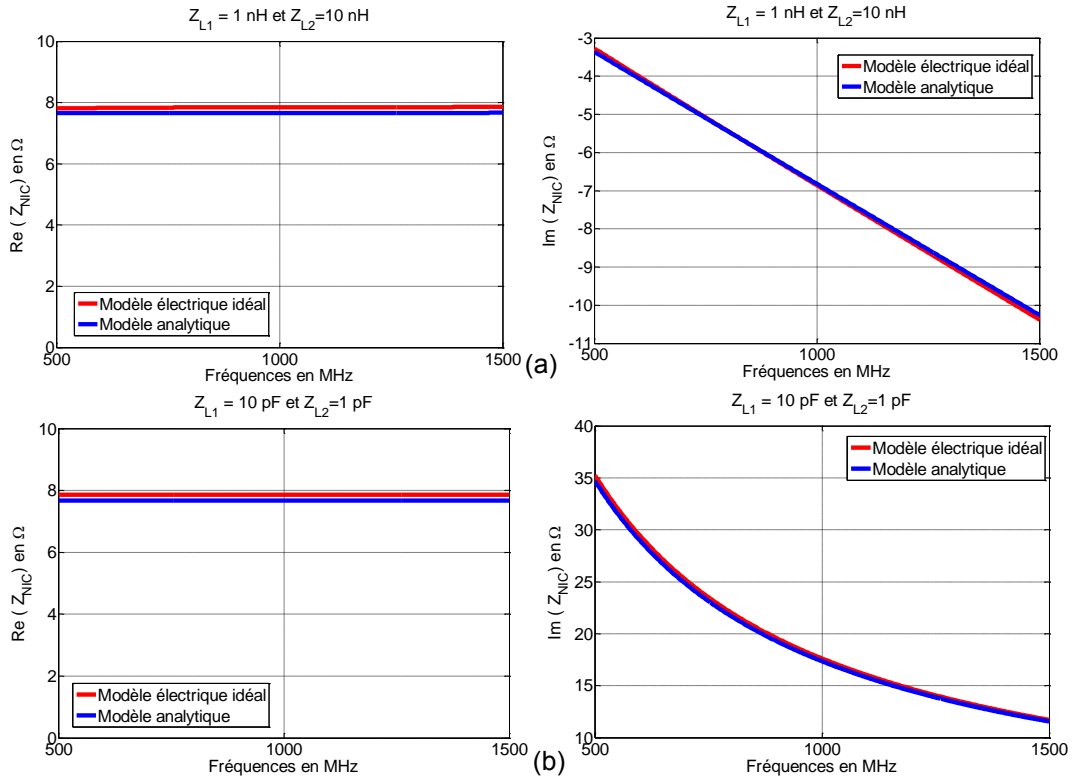 Z_L1 = 1 nH et Z_L2=10 nH
10
8
6
4
2
0
Re ( Z_NIC) en Ω
Modèle électrique idéal
Modèle analytique
500
1000
1500
Fréquences en MHz
Z_L1 = 1 nH et Z_L2=10 nH
-3
-4
-5
-6
-7
-8
-9
-10
-11
Im ( Z_NIC) en Ω
Modèle électrique idéal
Modèle analytique
500
1000
1500
Fréquences en MHz
(a)
Z_L1 = 10 pF et Z_L2=1 pF
10
8
6
4
2
0
Re ( Z_NIC) en Ω
Modèle électrique idéal
Modèle analytique
500
1000
1500
Fréquences en MHz
Z_L1 = 10 pF et Z_L2=1 pF
40
35
30
25
20
15
10
Im ( Z_NIC) en Ω
Modèle électrique idéal
Modèle analytique
500
1000
1500
Fréquences en MHz
(b)